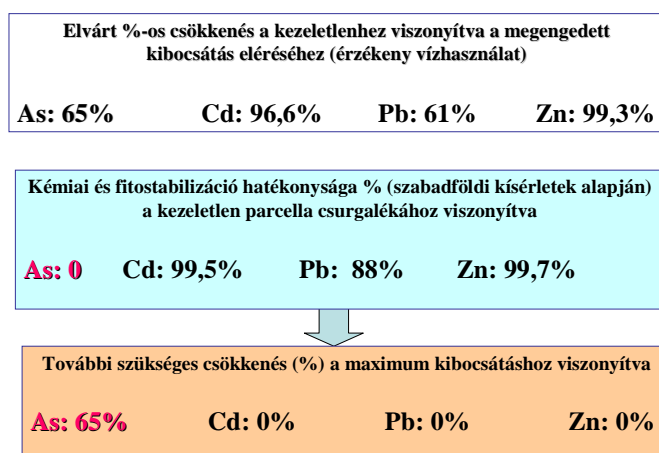 Elvárt %-os csökkenés a kezeletlenhez viszonyítva a megengedett
kibocsátás eléréséhez (érzékeny vízhasználat)
As: 65% Cd: 96,6% Pb: 61% Zn: 99,3%
Kémiai és fitostabilizáció hatékonysága % (szabadföldi kísérletek alapján)
a kezeletlen parcella csurgalékához viszonyítva
As: 0 Cd: 99,5% Pb: 88% Zn: 99,7%
További szükséges csökkenés (%) a maximum kibocsátáshoz viszonyítva
As: 65% Cd: 0% Pb: 0% Zn: 0%